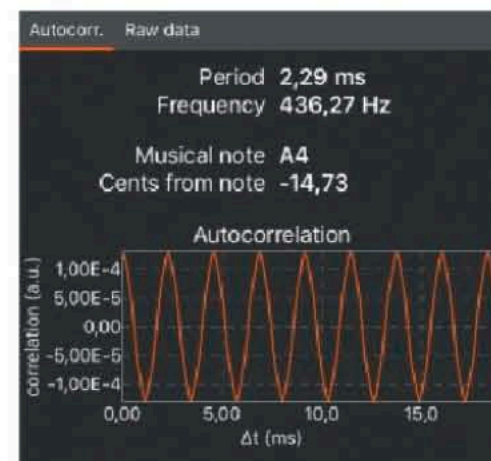 Autocorr. Raw data
Period 2,29 ms
Frequency 436,27 Hz
Musical note A4
Cents from note -14,73
Autocorrelation
correlation (a.u.)
1,00E-4
5,00E-5
0,00
-5,00E-5
-1,00E-4
0,00 5,00 10,0 15,0
Δt (ms)